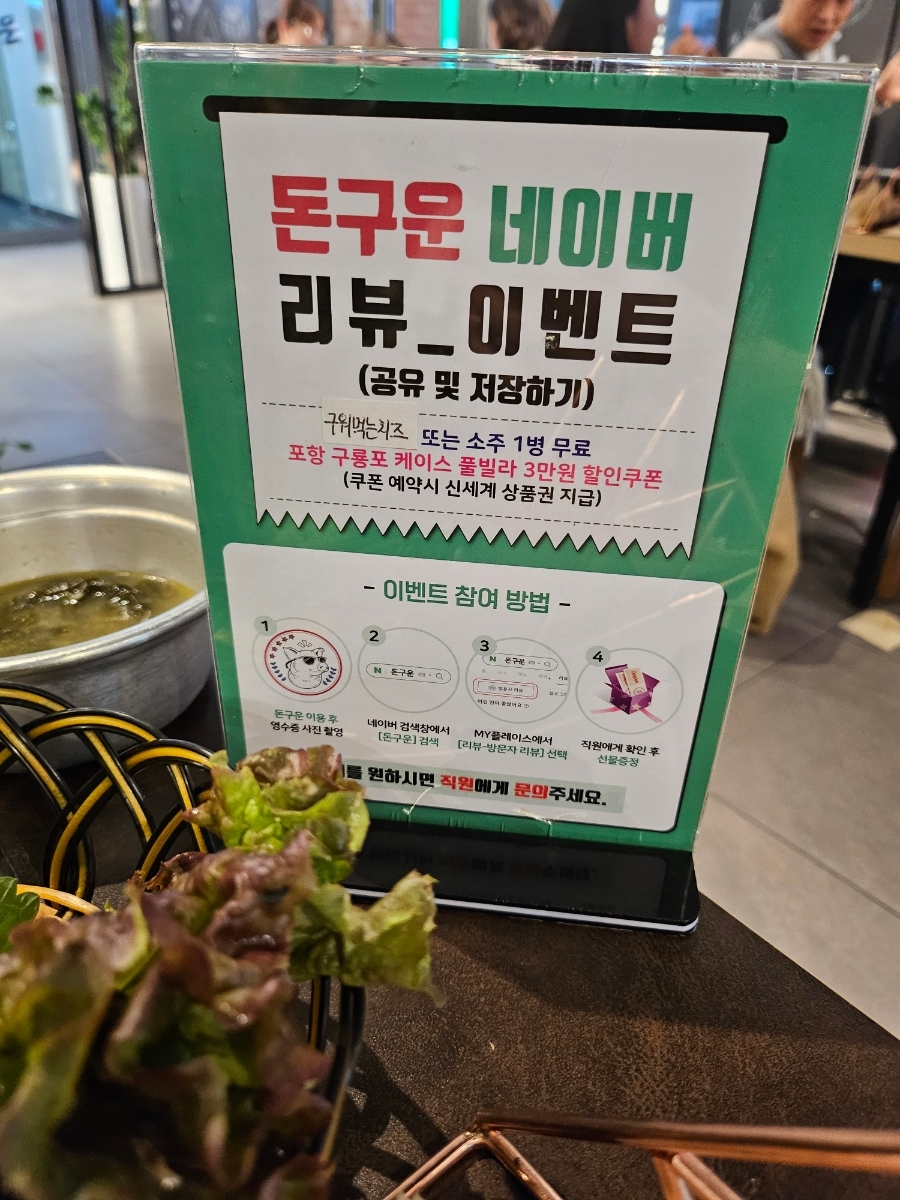 돈구운 네이버
리뷰_이벤트
(공유 및 저장하기)
구워먹는치즈 또는 소주 1병 무료
포항 구룡포 케이스 풀빌라 3만원 할인쿠폰
(쿠폰 예약시 신세계 상품권 지급)
- 이벤트 참여 방법 -
1
돈구운 이용 후
영수증 사진 촬영
2
N 돈구운
네이버 검색창에서
[돈구운] 검색
3
N 돈구운
MY플레이스에서
[리뷰-방문자 리뷰] 선택
4
직원에게 확인 후
선물증정
를 원하시면 직원에게 문의주세요.